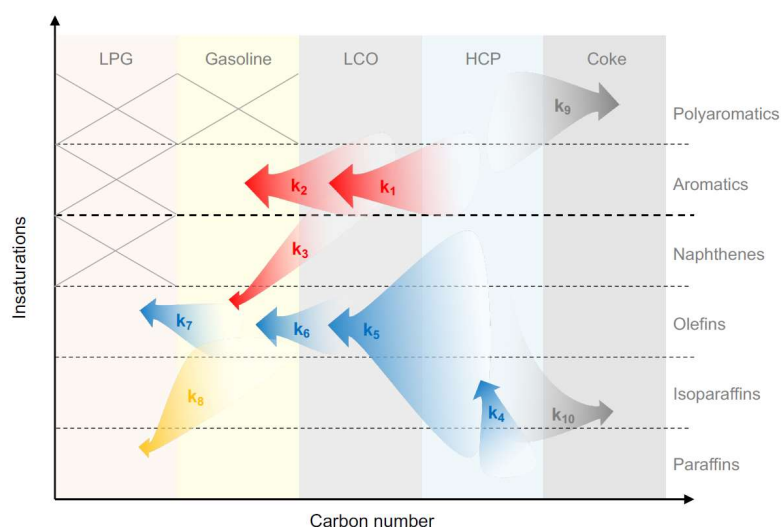 LPG
Gasoline
LCO
HCP
Coke
k9
Polyaromatics
k2
k1
Aromatics
k3
Naphthenes
k7
k6
k5
Olefins
k8
k4
k10
Isoparaffins
Paraffins
Insaturations
Carbon number